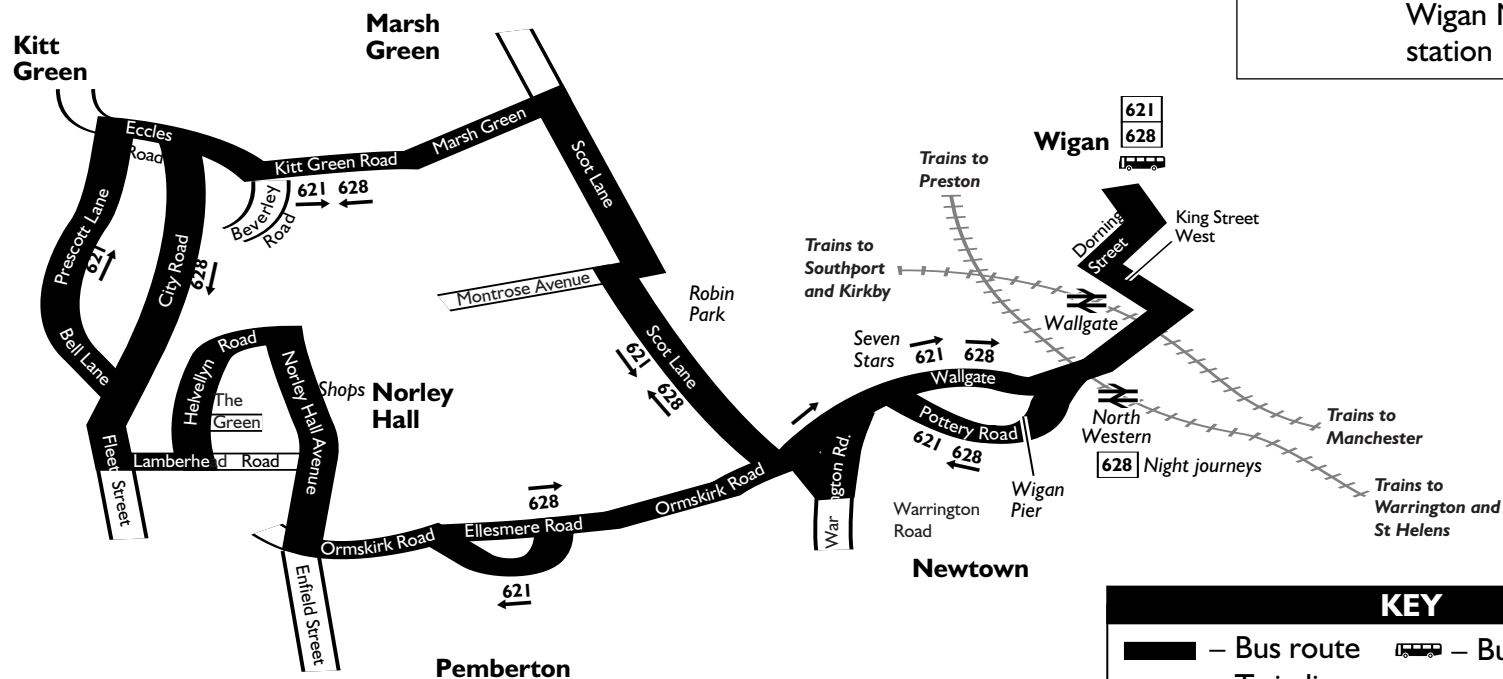 Marsh
Green
Kitt
Green
Wigan
station
621
628
Wigan
Eccles
Road
Kitt Green Road
Marsh Green
Scot Lane
621
628
Beverley
Road
Prescott Lane
621
City Road
628
Bell Lane
Montrose Avenue
Robin
Park
Scot Lane
621
628
Trains to
Preston
Trains to
Southport
and Kirkby
Dorning
Street
King Street
West
Wallgate
Seven
Stars
621
628
Wallgate
Pottery Road
621
628
North
Western
628 Night journeys
Trains to
Manchester
Trains to
Warrington and
St Helens
Helvellyn
Road
The
Green
Norley Hall Avenue
Shops
Norley
Hall
Lamberhead Road
Fleet
Street
Ormskirk Road
Ellesmere Road
628
621
Ormskirk Road
Enfield Street
Warrington Rd.
Warrington
Road
Wigan
Pier
Newtown
Pemberton
KEY
– Bus route